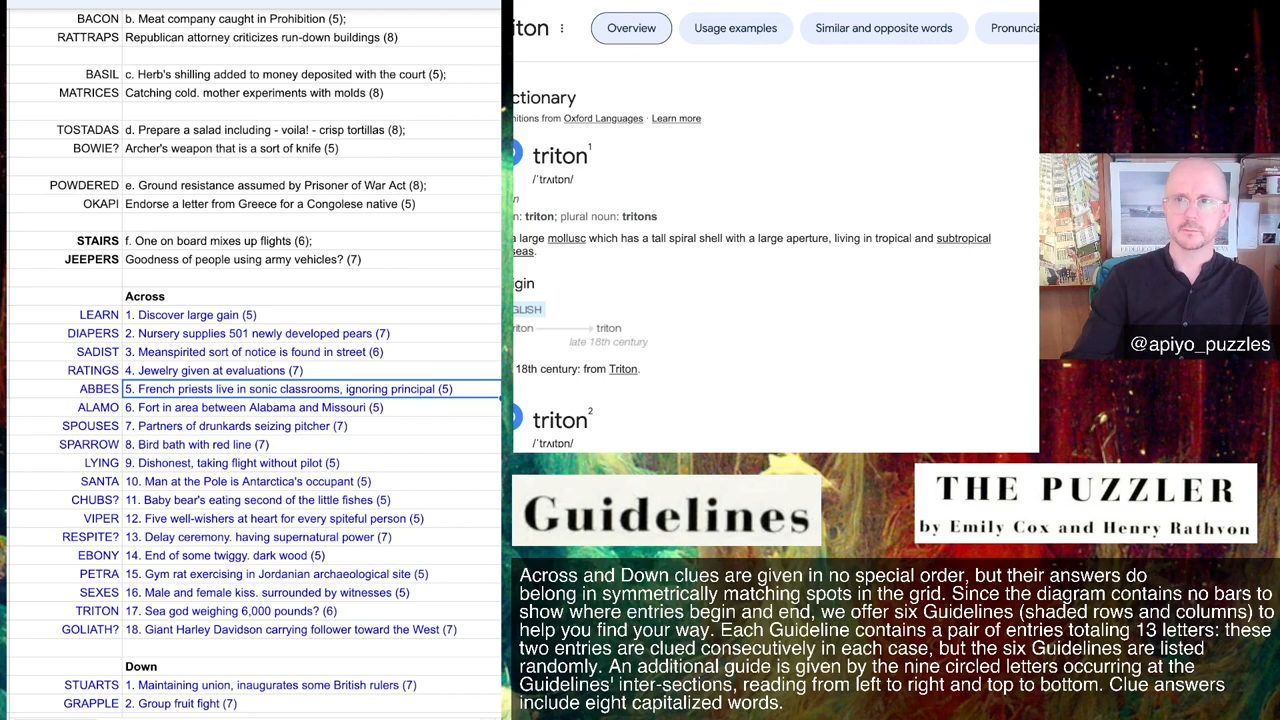 BACON b. Meat company caught in Prohibition (5);
RATTRAPS Republican attorney criticizes run-down buildings (8)
BASIL c. Herb's shilling added to money deposited with the court (5);
MATRICES Catching cold. mother experiments with molds (8)
TOSTADAS d. Prepare a salad including - voila! - crisp tortillas (8);
BOWIE? Archer's weapon that is a sort of knife (5)
POWDERED e. Ground resistance assumed by Prisoner of War Act (8);
OKAPI Endorse a letter from Greece for a Congolese native (5)
STAIRS f. One on board mixes up flights (6);
JEEPERS Goodness of people using army vehicles? (7)
Across
LEARN 1. Discover large gain (5)
DIAPERS 2. Nursery supplies 501 newly developed pears (7)
SADIST 3. Meanspirited sort of notice is found in street (6)
RATINGS 4. Jewelry given at evaluations (7)
ABBES 5. French priests live in sonic classrooms, ignoring principal (5)
ALAMO 6. Fort in area between Alabama and Missouri (5)
SPOUSES 7. Partners of drunkards seizing pitcher (7)
SPARROW 8. Bird bath with red line (7)
LYING 9. Dishonest, taking flight without pilot (5)
SANTA 10. Man at the Pole is Antarctica's occupant (5)
CHUBS? 11. Baby bear's eating second of the little fishes (5)
VIPER 12. Five well-wishers at heart for every spiteful person (5)
RESPITE? 13. Delay ceremony. having supernatural power (7)
EBONY 14. End of some twiggy. dark wood (5)
PETRA 15. Gym rat exercising in Jordanian archaeological site (5)
SEXES 16. Male and female kiss. surrounded by witnesses (5)
TRITON 17. Sea god weighing 6,000 pounds? (6)
GOLIATH? 18. Giant Harley Davidson carrying follower toward the West (7)
Down
STUARTS 1. Maintaining union, inaugurates some British rulers (7)
GRAPPLE 2. Group fruit fight (7)
iton
Overview Usage examples Similar and opposite words Pronuncia
ctionary
nitions from Oxford Languages · Learn more
triton1
/ˈtrʌɪtɒn/
n
n: triton; plural noun: tritons
a large mollusc which has a tall spiral shell with a large aperture, living in tropical and subtropical
seas.
igin
GLISH
riton triton
late 18th century
18th century: from Triton.
triton2
/ˈtrʌɪtɒn/
@apiyo_puzzles
Guidelines
THE PUZZLER
by Emily Cox and Henry Rathvon
Across and Down clues are given in no special order, but their answers do
belong in symmetrically matching spots in the grid. Since the diagram contains no bars to
show where entries begin and end, we offer six Guidelines (shaded rows and columns) to
help you find your way. Each Guideline contains a pair of entries totaling 13 letters: these
two entries are clued consecutively in each case, but the six Guidelines are listed
randomly. An additional guide is given by the nine circled letters occurring at the
Guidelines' inter-sections, reading from left to right and top to bottom. Clue answers
include eight capitalized words.